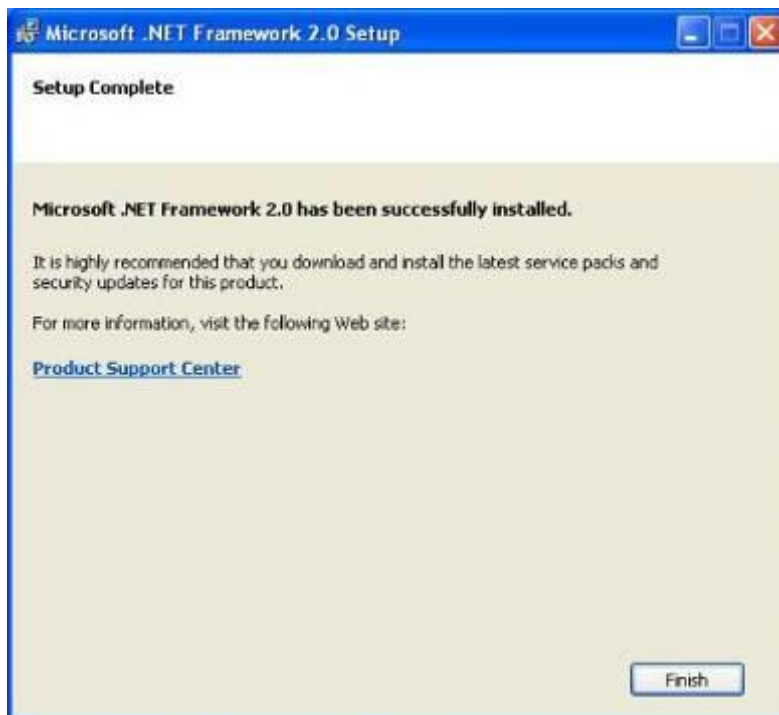 Microsoft .NET Framework 2.0 Setup
Setup Complete
Microsoft .NET Framework 2.0 has been successfully installed.
It is highly recommended that you download and install the latest service packs and
security updates for this product.
For more information, visit the following Web site:
Product Support Center
Finish